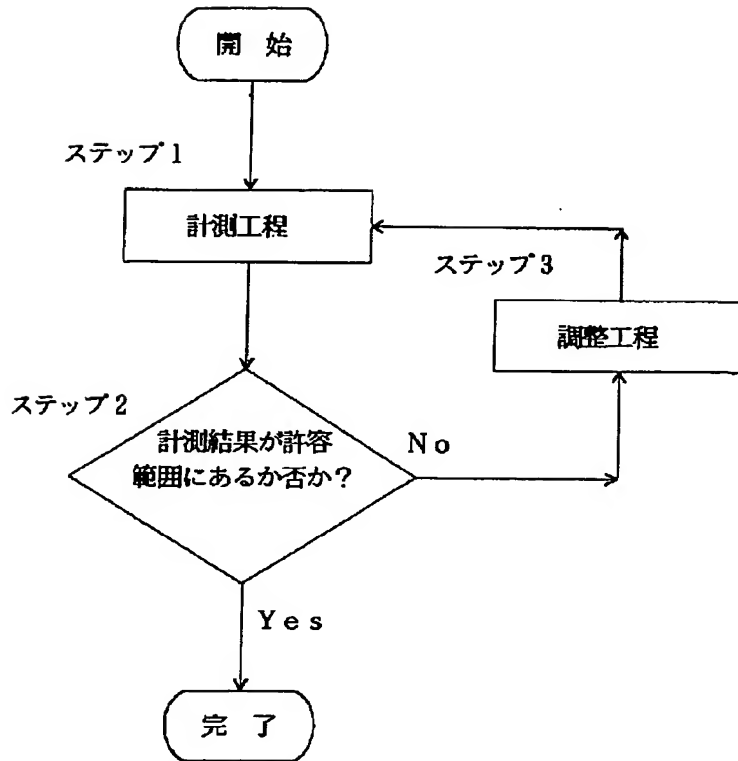 開 始
ステップ1
計測工程
ステップ3
調整工程
ステップ2
計測結果が許容
範囲にあるか否か？
No
Yes
完 了